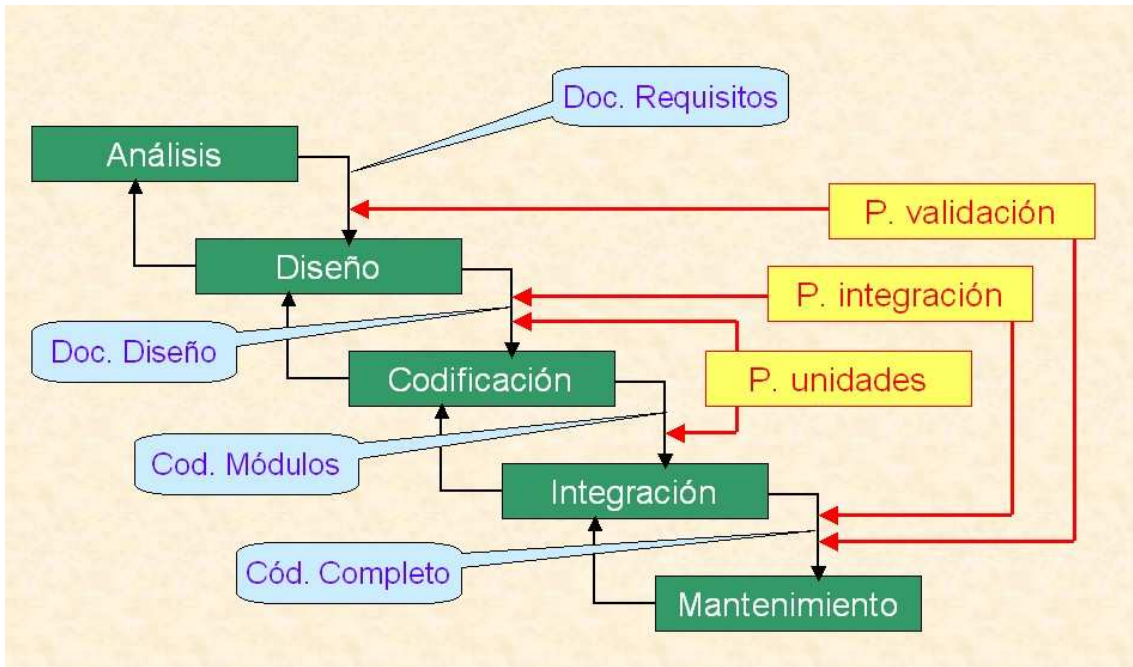 Doc. Requisitos
Análisis
P. validación
Diseño
P. integración
Doc. Diseño
Codificación
P. unidades
Cod. Módulos
Integración
Cód. Completo
Mantenimiento